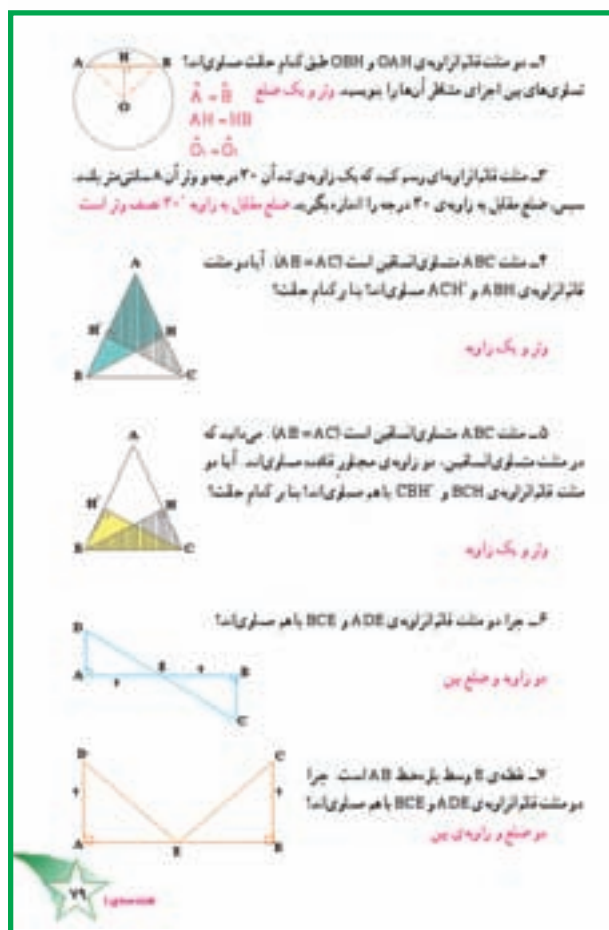 ۲ــ دو مثلث قائم‌الزاویه‌ی OAH و OBH طبق کدام حالت مساوی‌اند؟
تساوی‌های بین اجزای متناظر آن‌ها را بنویسید. وتر و یک ضلع
Â = B̂
AH = HB
Ô₁ = Ô₂
A H B
O
۳ــ مثلث قائم‌الزاویه‌ای رسم کنید که یک زاویه‌ی تند آن ۳۰ درجه و وتر آن ۸ سانتی‌متر باشد.
سپس، ضلع مقابل به زاویه‌ی ۳۰ درجه را اندازه بگیرید. ضلع مقابل به زاویه ۳۰° نصف وتر است
۴ــ مثلث ABC متساوی‌الساقین است (AB = AC). آیا دو مثلث
قائم‌الزاویه‌ی ABH و ACH′ مساوی‌اند؟ بنا بر کدام حالت؟
وتر و یک زاویه
A
H′ H
B C
۵ــ مثلث ABC متساوی‌الساقین است (AB = AC). می‌دانید که
در مثلث متساوی‌الساقین، دو زاویه‌ی مجاور قاعده مساوی‌اند. آیا دو
مثلث قائم‌الزاویه‌ی BCH و CBH′ با هم مساوی‌اند؟ بنا بر کدام حالت؟
وتر و یک زاویه
A
H′ H
B C
۶ــ چرا دو مثلث قائم‌الزاویه‌ی ADE و BCE با هم مساوی‌اند؟
دو زاویه و ضلع بین
D
A E B
C
۷ــ نقطه‌ی E وسط پاره‌خط AB است. چرا
دو مثلث قائم‌الزاویه‌ی ADE و BCE با هم مساوی‌اند؟
دو ضلع و زاویه‌ی بین
D C
A E B
۷۹
هندسه‌ی ۱